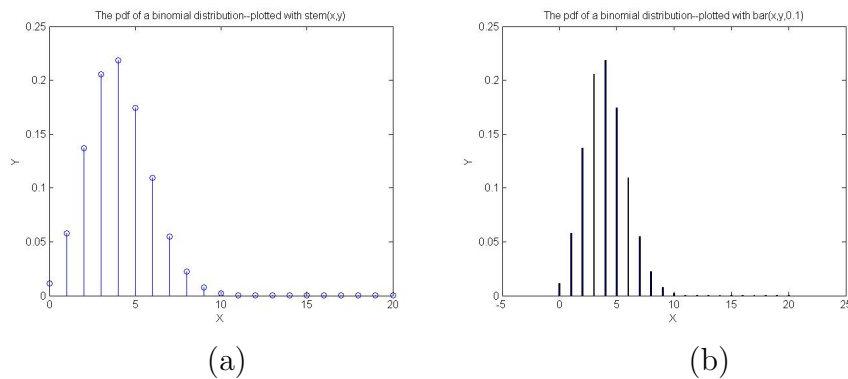 The pdf of a binomial distribution--plotted with stem(x,y)
0.25
0.2
0.15
0.1
0.05
0
Y
0 5 10 15 20
X
(a)
The pdf of a binomial distribution--plotted with bar(x,y,0.1)
0.25
0.2
0.15
0.1
0.05
0
Y
-5 0 5 10 15 20 25
X
(b)